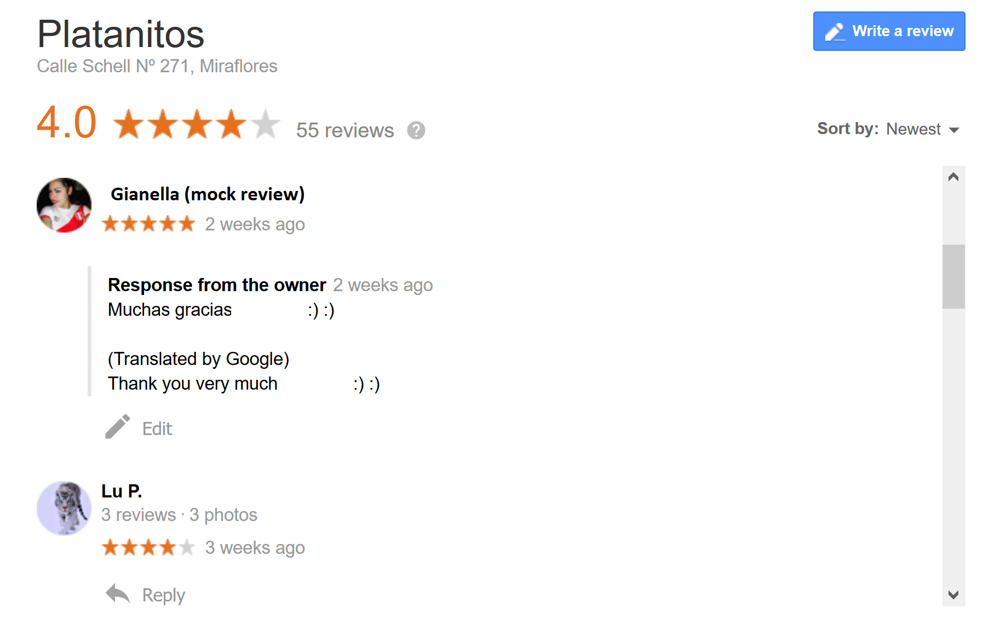 Platanitos
Write a review
Calle Schell Nº 271, Miraflores
4.0 55 reviews ?
Sort by: Newest
Gianella (mock review)
2 weeks ago
Response from the owner 2 weeks ago
Muchas gracias :) :)
(Translated by Google)
Thank you very much :) :)
Edit
Lu P.
3 reviews · 3 photos
3 weeks ago
Reply